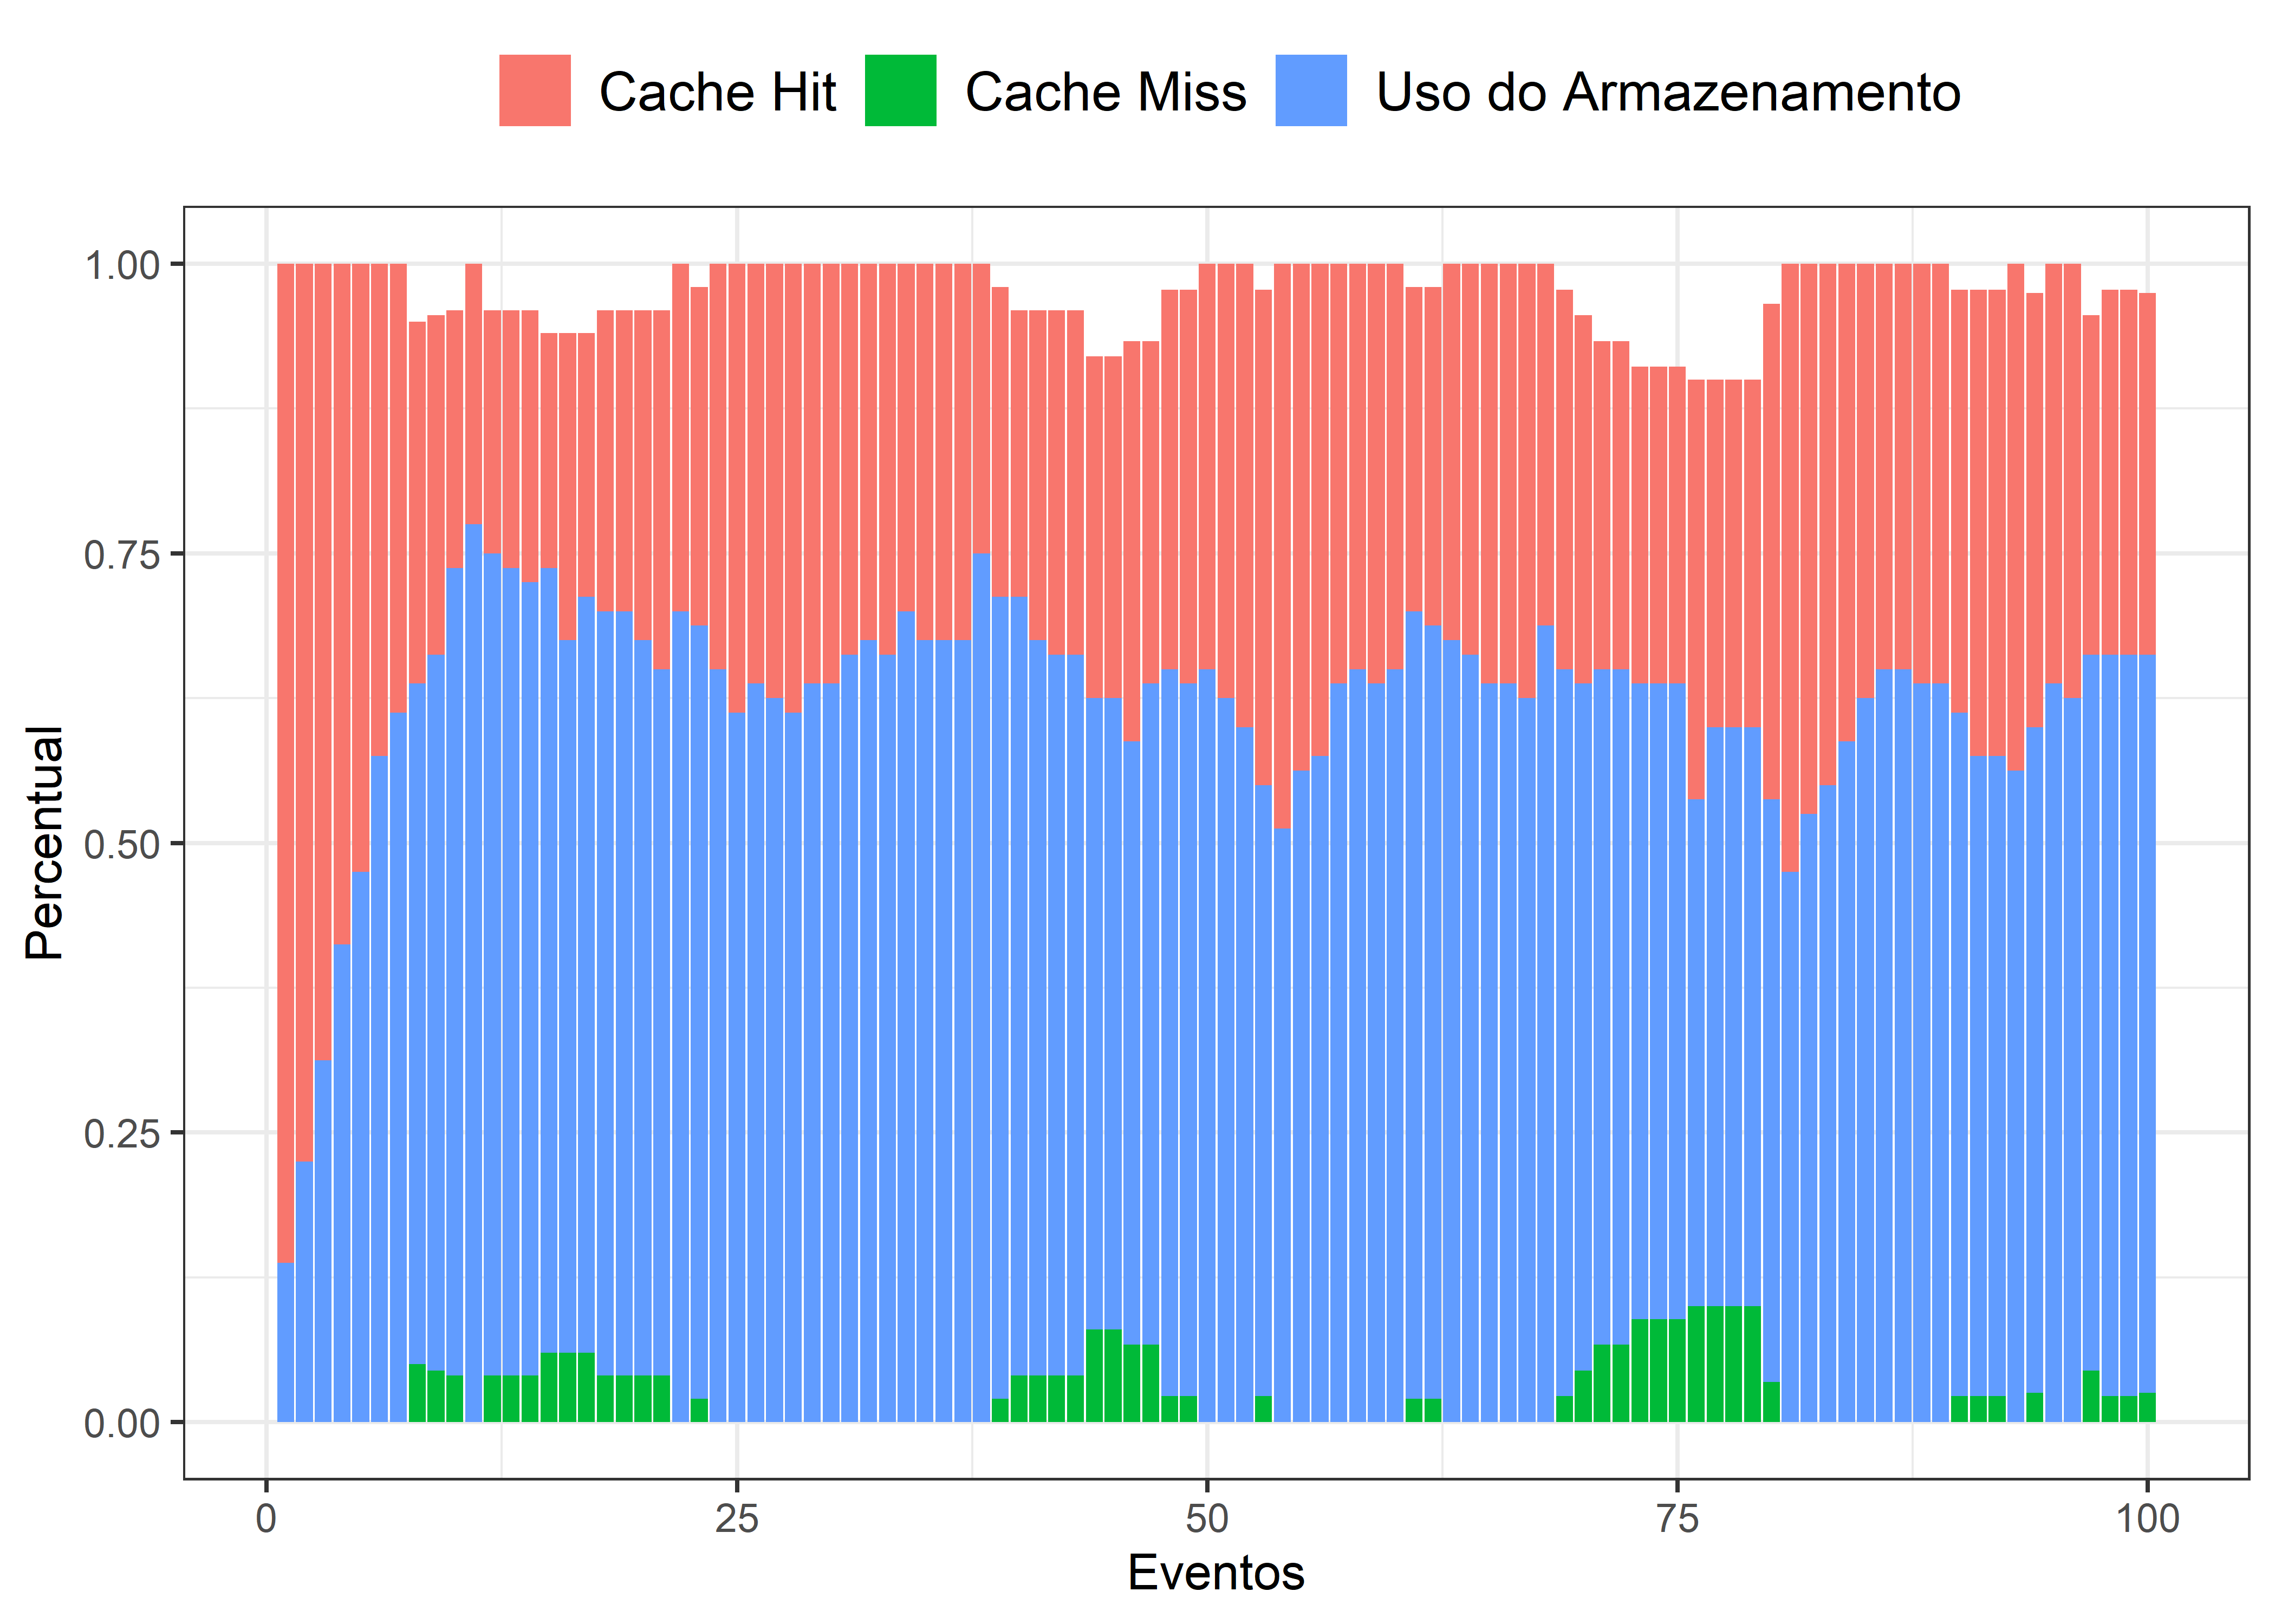 Cache Hit Cache Miss Uso do Armazenamento
1.00
0.75
0.50
0.25
0.00
Percentual
0 25 50 75 100
Eventos